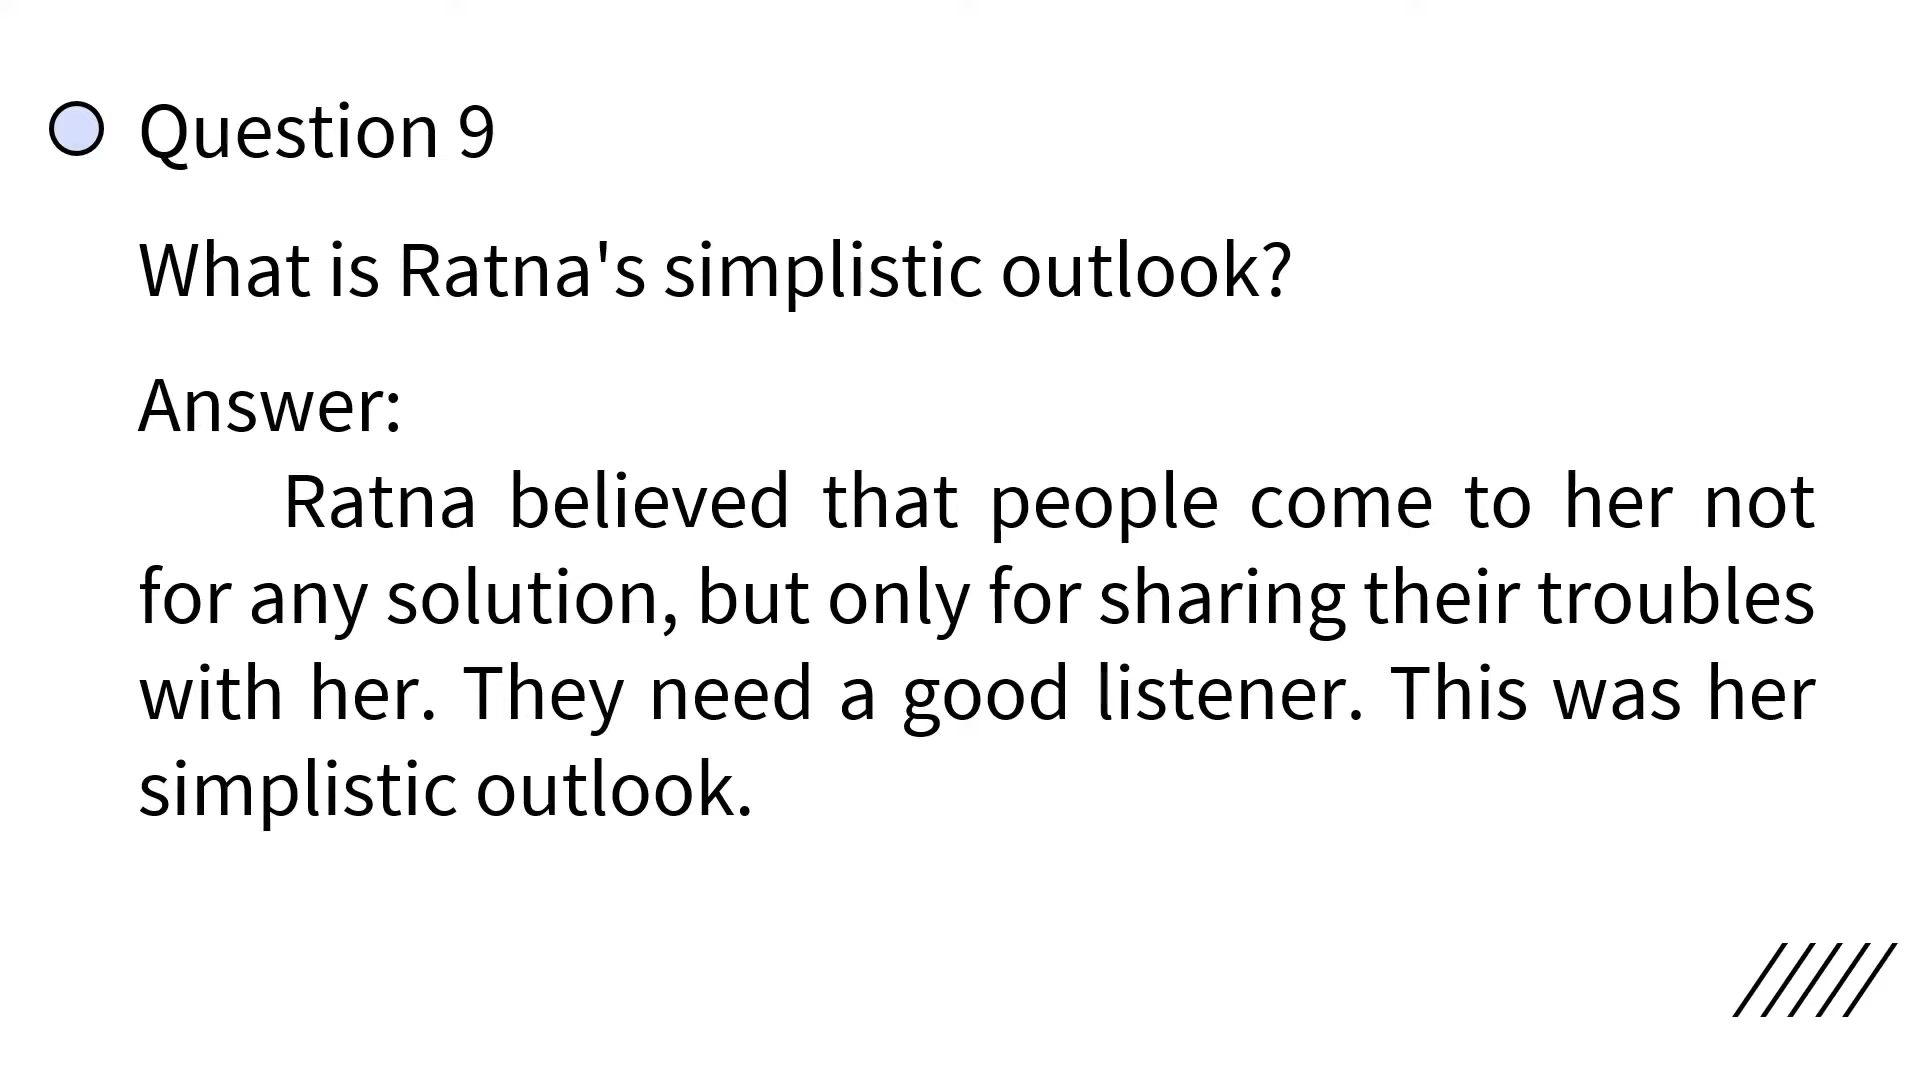 Question 9
What is Ratna's simplistic outlook?
Answer:
Ratna believed that people come to her not
for any solution, but only for sharing their troubles
with her. They need a good listener. This was her
simplistic outlook.